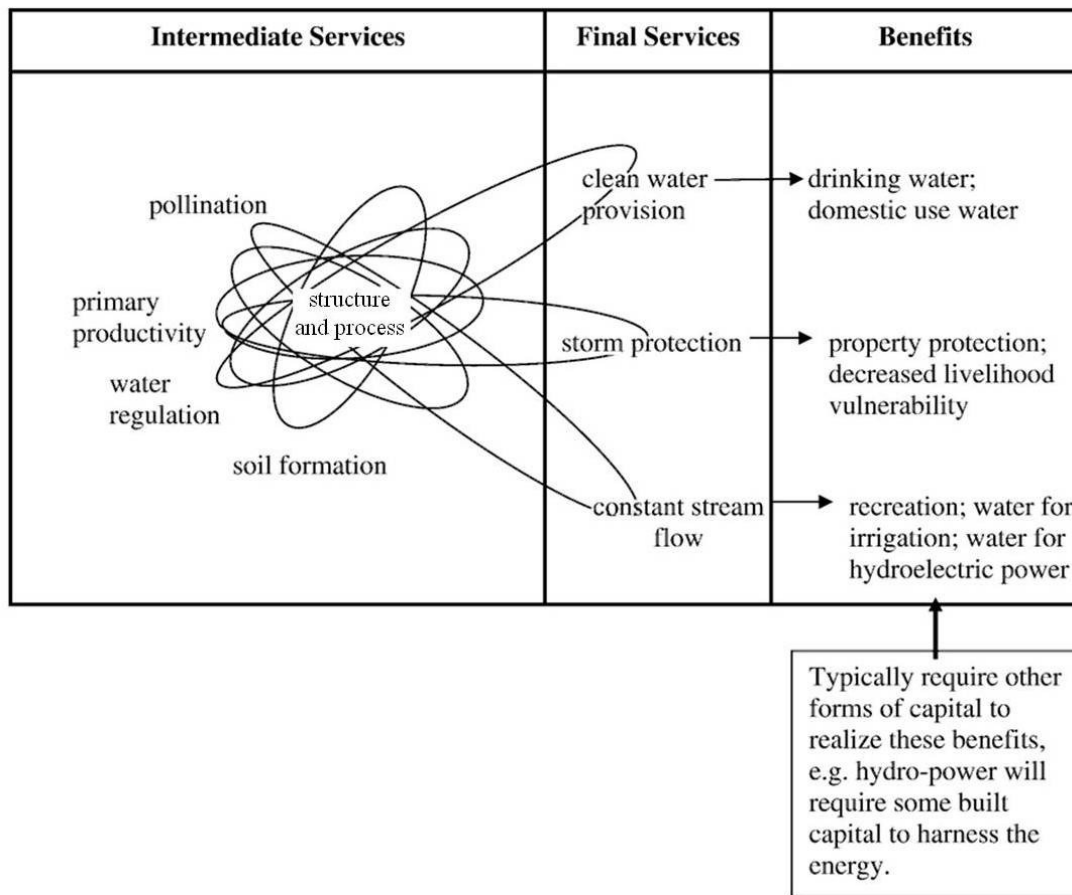 Intermediate Services
Final Services
Benefits
pollination
primary
productivity
water
regulation
soil formation
structure
and process
clean water
provision
storm protection
constant stream
flow
drinking water;
domestic use water
property protection;
decreased livelihood
vulnerability
recreation; water for
irrigation; water for
hydroelectric power
Typically require other
forms of capital to
realize these benefits,
e.g. hydro-power will
require some built
capital to harness the
energy.